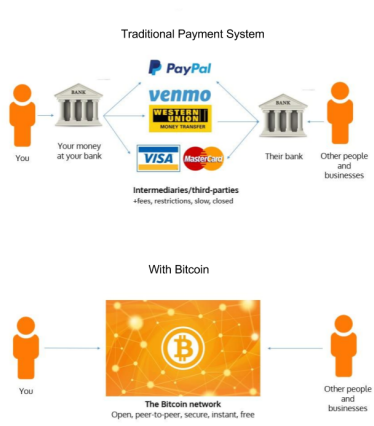 Traditional Payment System
PayPal
venmo
BANK
BANK
WESTERN
UNION
MONEY TRANSFER
VISA
MasterCard
You
Your money
at your bank
Their bank
Other people
and
businesses
Intermediaries/third-parties
+fees, restrictions, slow, closed
With Bitcoin
You
Other people
and
businesses
The Bitcoin network
Open, peer-to-peer, secure, instant, free